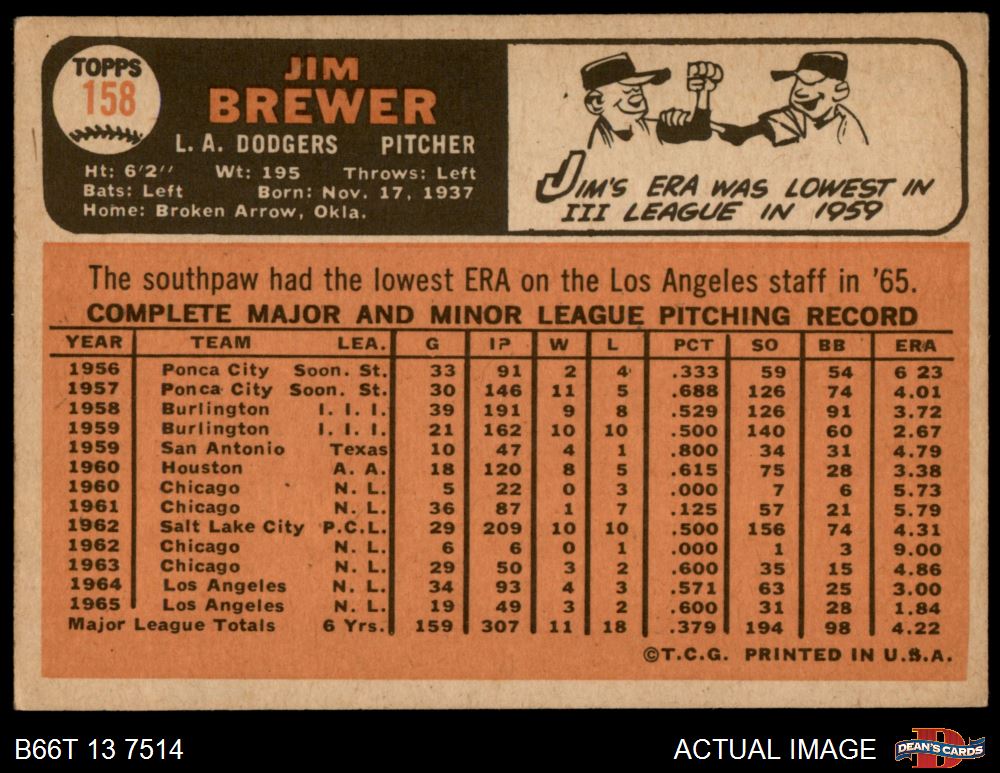 TOPPS
158
JIM
BREWER
L. A. DODGERS PITCHER
Ht: 6'2" Wt: 195 Throws: Left
Bats: Left Born: Nov. 17, 1937
Home: Broken Arrow, Okla.
JIM'S ERA WAS LOWEST IN
III LEAGUE IN 1959
The southpaw had the lowest ERA on the Los Angeles staff in '65.
COMPLETE MAJOR AND MINOR LEAGUE PITCHING RECORD
YEAR TEAM LEA. G IP W L PCT SO BB ERA
1956 Ponca City Soon. St. 33 91 2 4 .333 59 54 6 23
1957 Ponca City Soon. St. 30 146 11 5 .688 126 74 4.01
1958 Burlington I. I. I. 39 191 9 8 .529 126 91 3.72
1959 Burlington I. I. I. 21 162 10 10 .500 140 60 2.67
1959 San Antonio Texas 10 47 4 1 .800 34 31 4.79
1960 Houston A. A. 18 120 8 5 .615 75 28 3.38
1960 Chicago N. L. 5 22 0 3 .000 7 6 5.73
1961 Chicago N. L. 36 87 1 7 .125 57 21 5.79
1962 Salt Lake City P.C.L. 29 209 10 10 .500 156 74 4.31
1962 Chicago N. L. 6 6 0 1 .000 1 3 9.00
1963 Chicago N. L. 29 50 3 2 .600 35 15 4.86
1964 Los Angeles N. L. 34 93 4 3 .571 63 25 3.00
1965 Los Angeles N. L. 19 49 3 2 .600 31 28 1.84
Major League Totals 6 Yrs. 159 307 11 18 .379 194 98 4.22
©T.C.G. PRINTED IN U.S.A.
B66T 13 7514 ACTUAL IMAGE DEAN'S CARDS